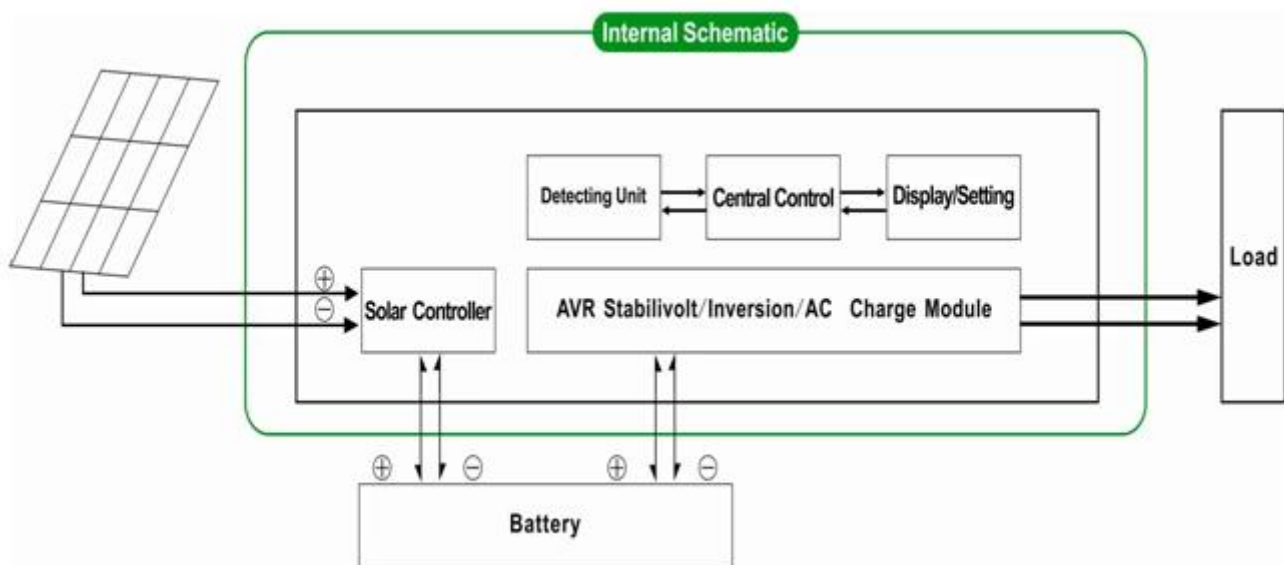 Internal Schematic
Detecting Unit
Central Control
Display/Setting
Load
⊕
⊖
Solar Controller
AVR Stabilivolt/Inversion/AC Charge Module
⊕ ⊖ ⊕ ⊖
Battery